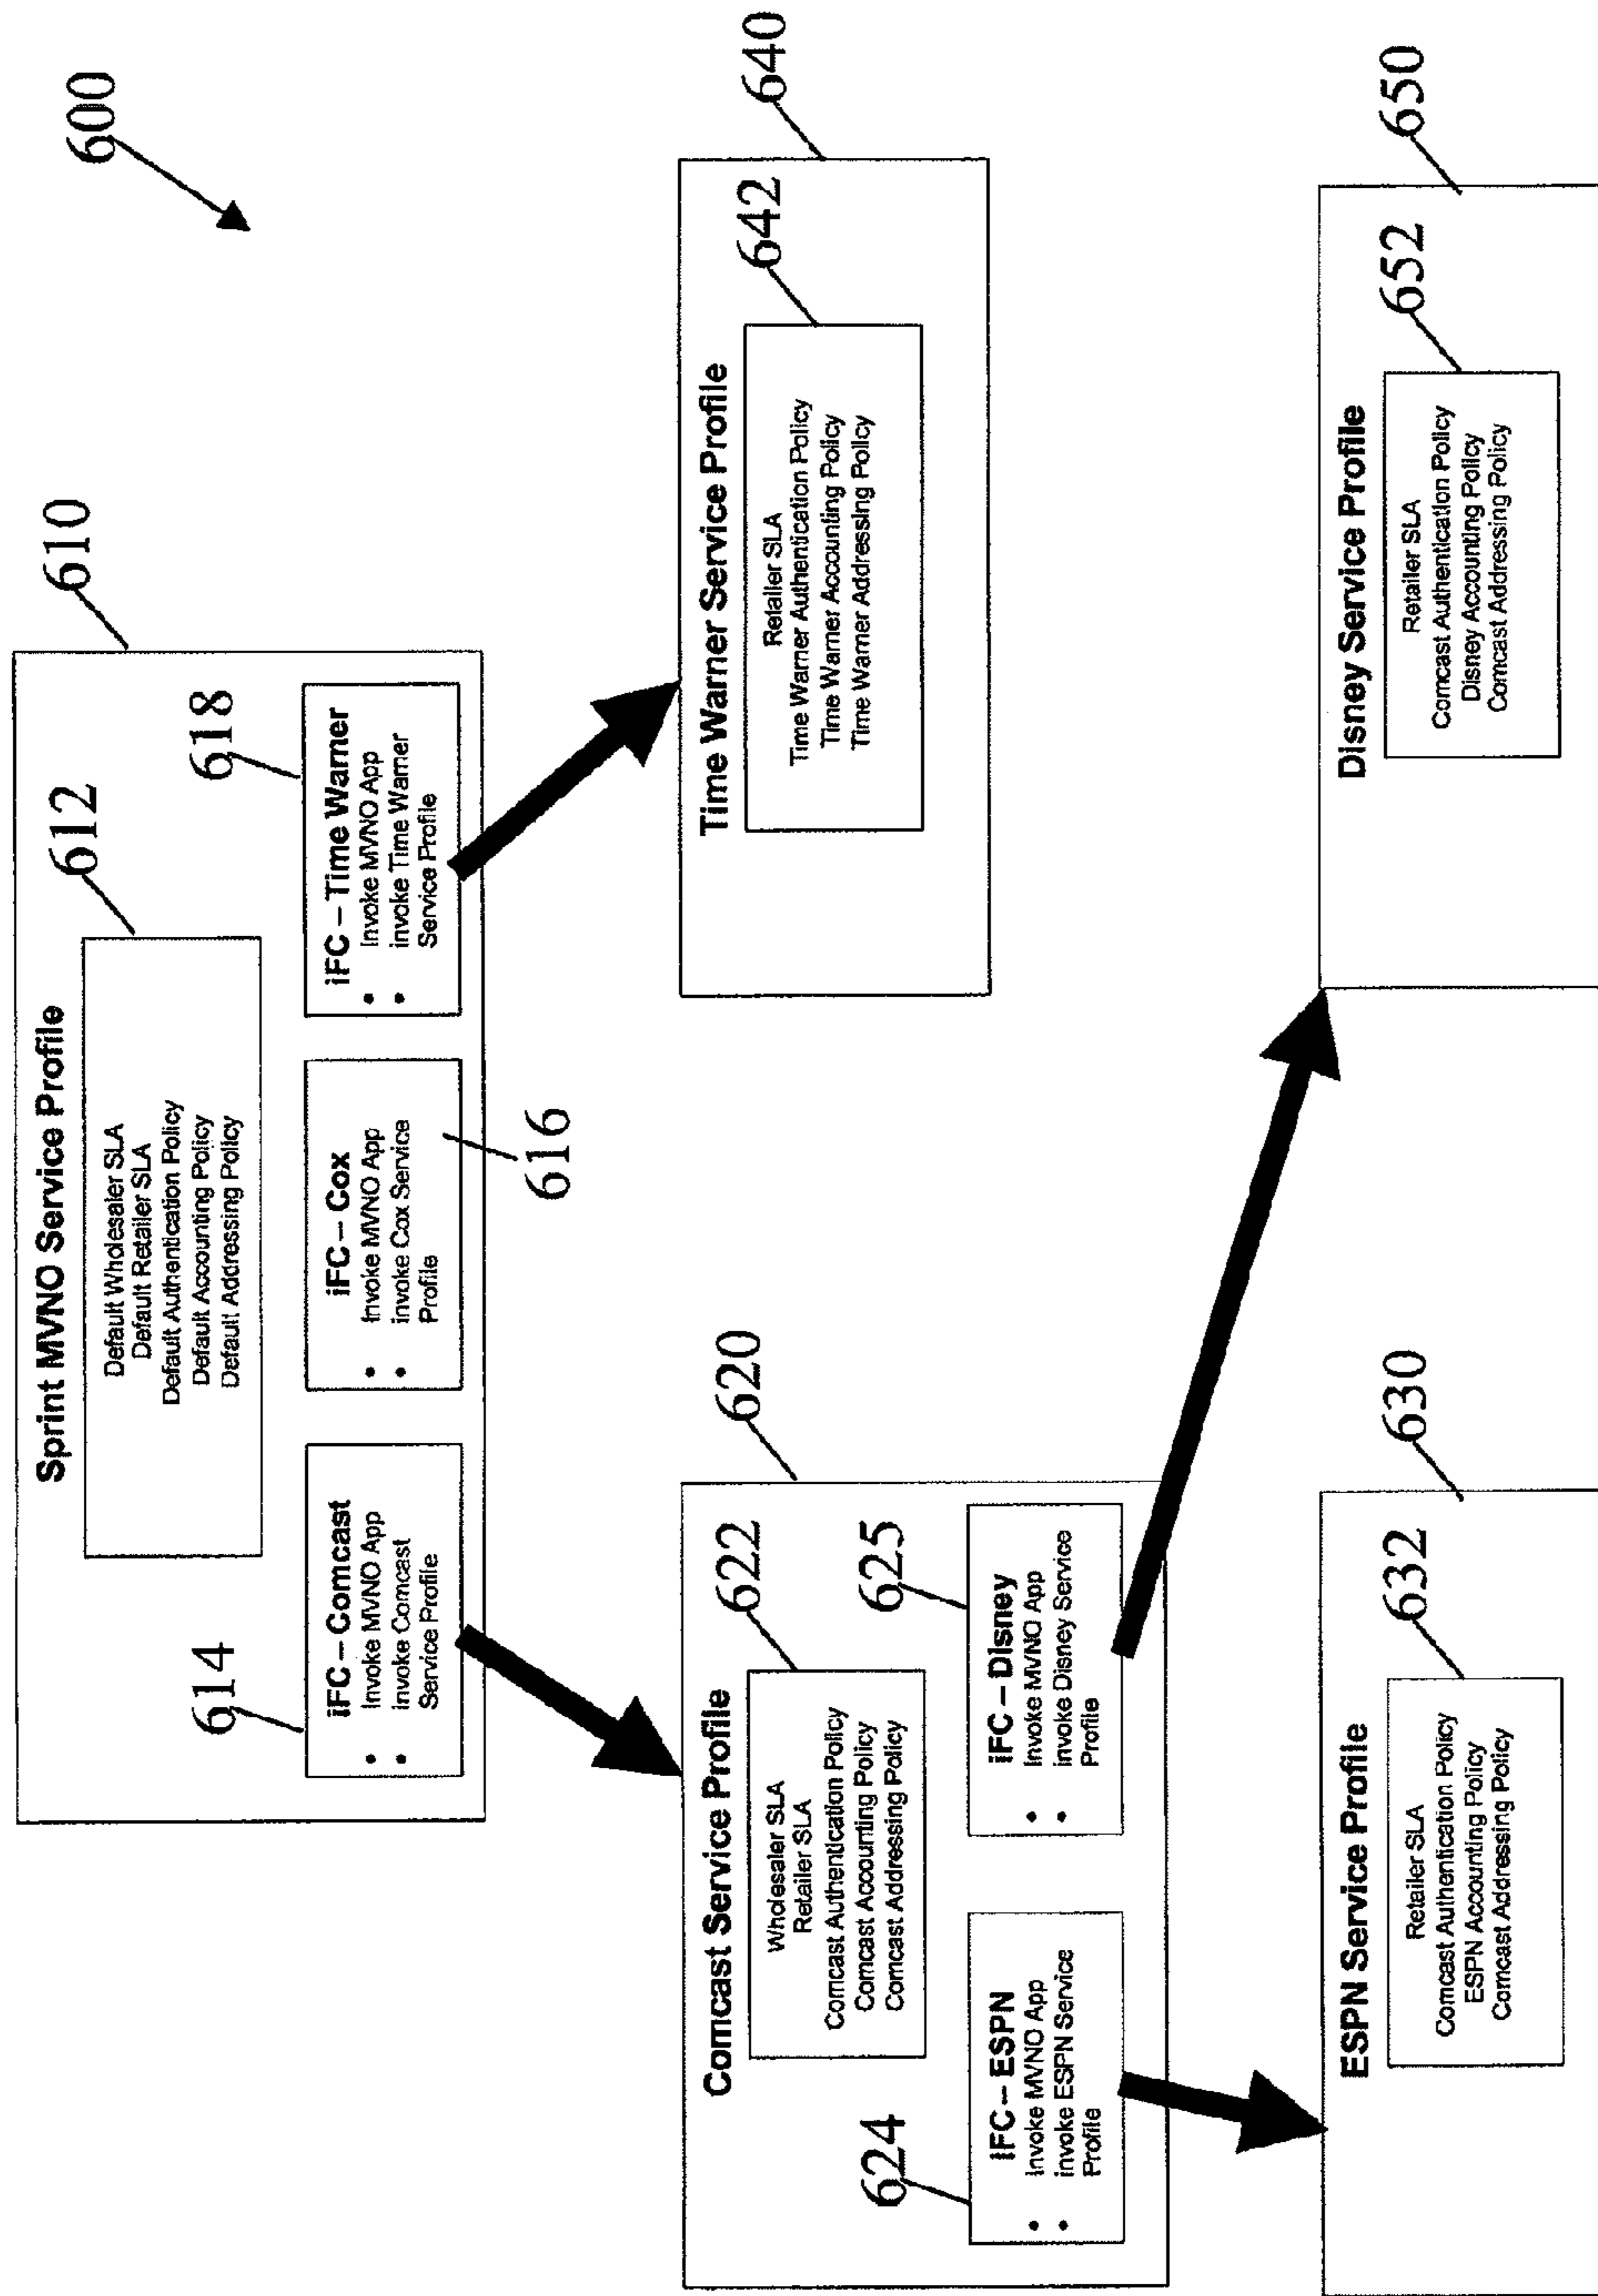 600
610
Sprint MVNO Service Profile
612
Default Wholesaler SLA
Default Retailer SLA
Default Authentication Policy
Default Accounting Policy
Default Addressing Policy
614
iFC – Comcast
• Invoke MVNO App
• invoke Comcast
Service Profile
iFC – Cox
• Invoke MVNO App
• invoke Cox Service
Profile
616
618
iFC – Time Warner
• Invoke MVNO App
• invoke Time Warner
Service Profile
620
Comcast Service Profile
622
Wholesaler SLA
Retailer SLA
Comcast Authentication Policy
Comcast Accounting Policy
Comcast Addressing Policy
624
iFC – ESPN
• Invoke MVNO App
• invoke ESPN Service
Profile
625
iFC – Disney
• Invoke MVNO App
• invoke Disney Service
Profile
640
Time Warner Service Profile
642
Retailer SLA
Time Warner Authentication Policy
Time Warner Accounting Policy
Time Warner Addressing Policy
630
ESPN Service Profile
632
Retailer SLA
Comcast Authentication Policy
ESPN Accounting Policy
Comcast Addressing Policy
650
Disney Service Profile
652
Retailer SLA
Comcast Authentication Policy
Disney Accounting Policy
Comcast Addressing Policy